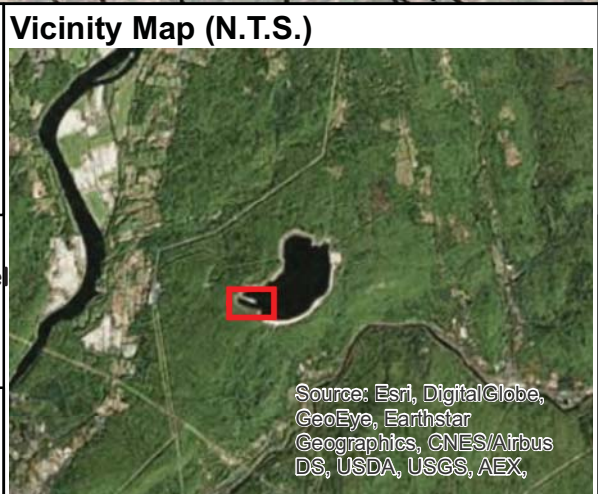 Vicinity Map (N.T.S.)
Source: Esri, DigitalGlobe,
GeoEye, Earthstar
Geographics, CNES/Airbus
DS, USDA, USGS, AEX,